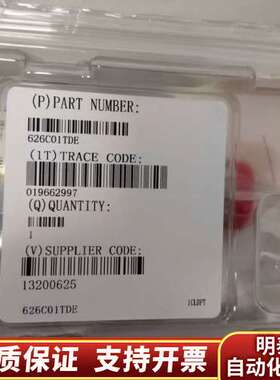 (P)PART NUMBER:
626C01TDE
(1T)TRACE CODE:
019662997
(Q)QUANTITY:
1
(V)SUPPLIER CODE:
13200625
626C01TDE
质保证 支持开票
明
自动化